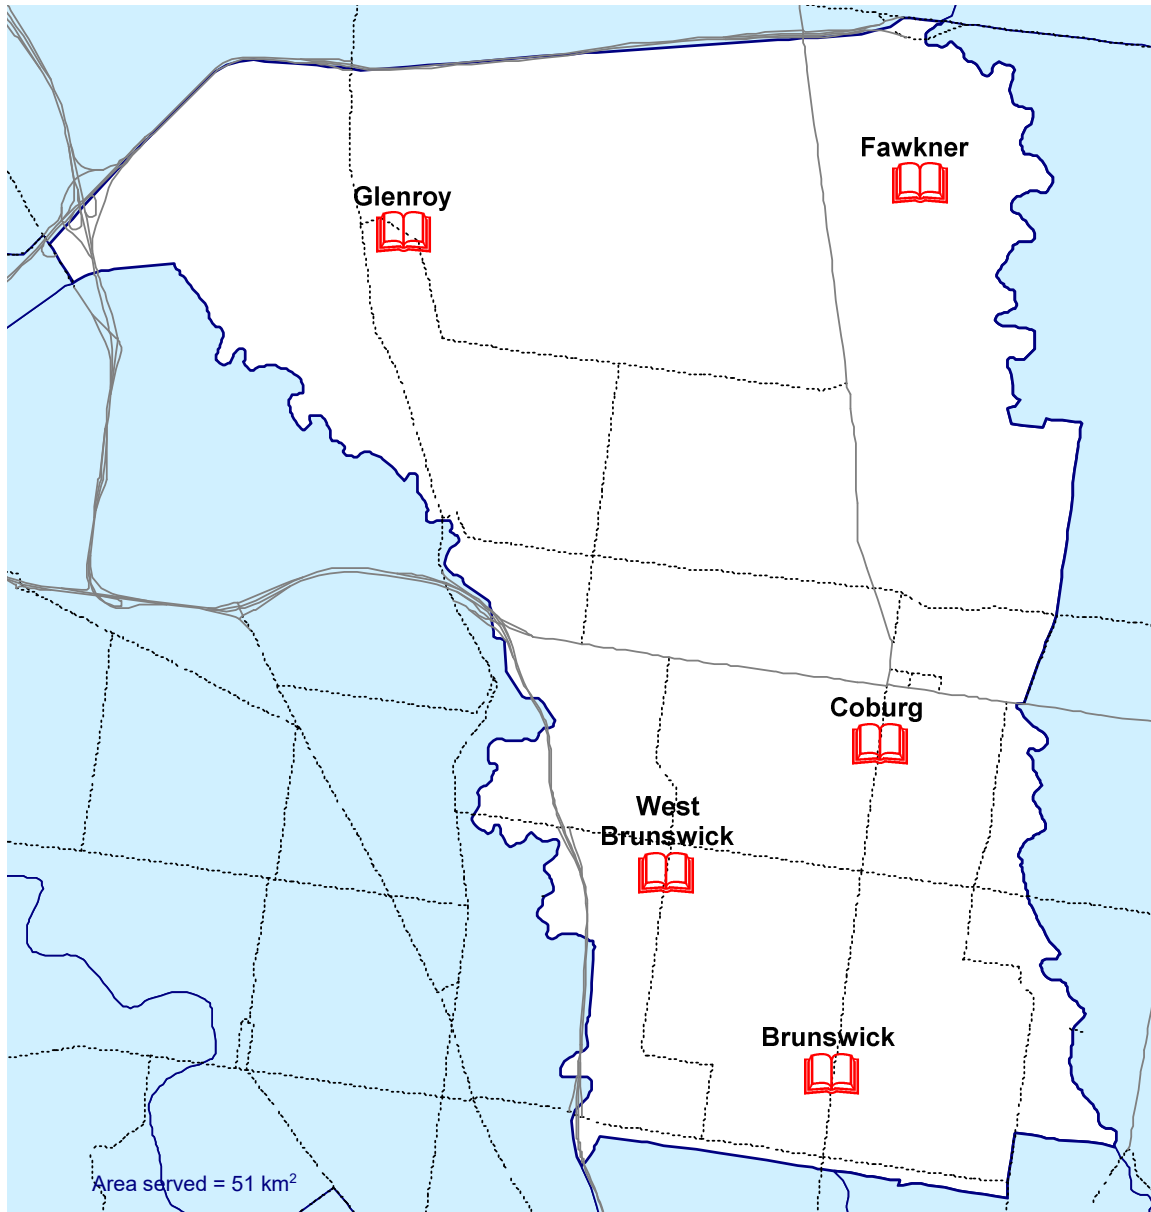 Fawkner
Glenroy
Coburg
West
Brunswick
Brunswick
Area served = 51 km²